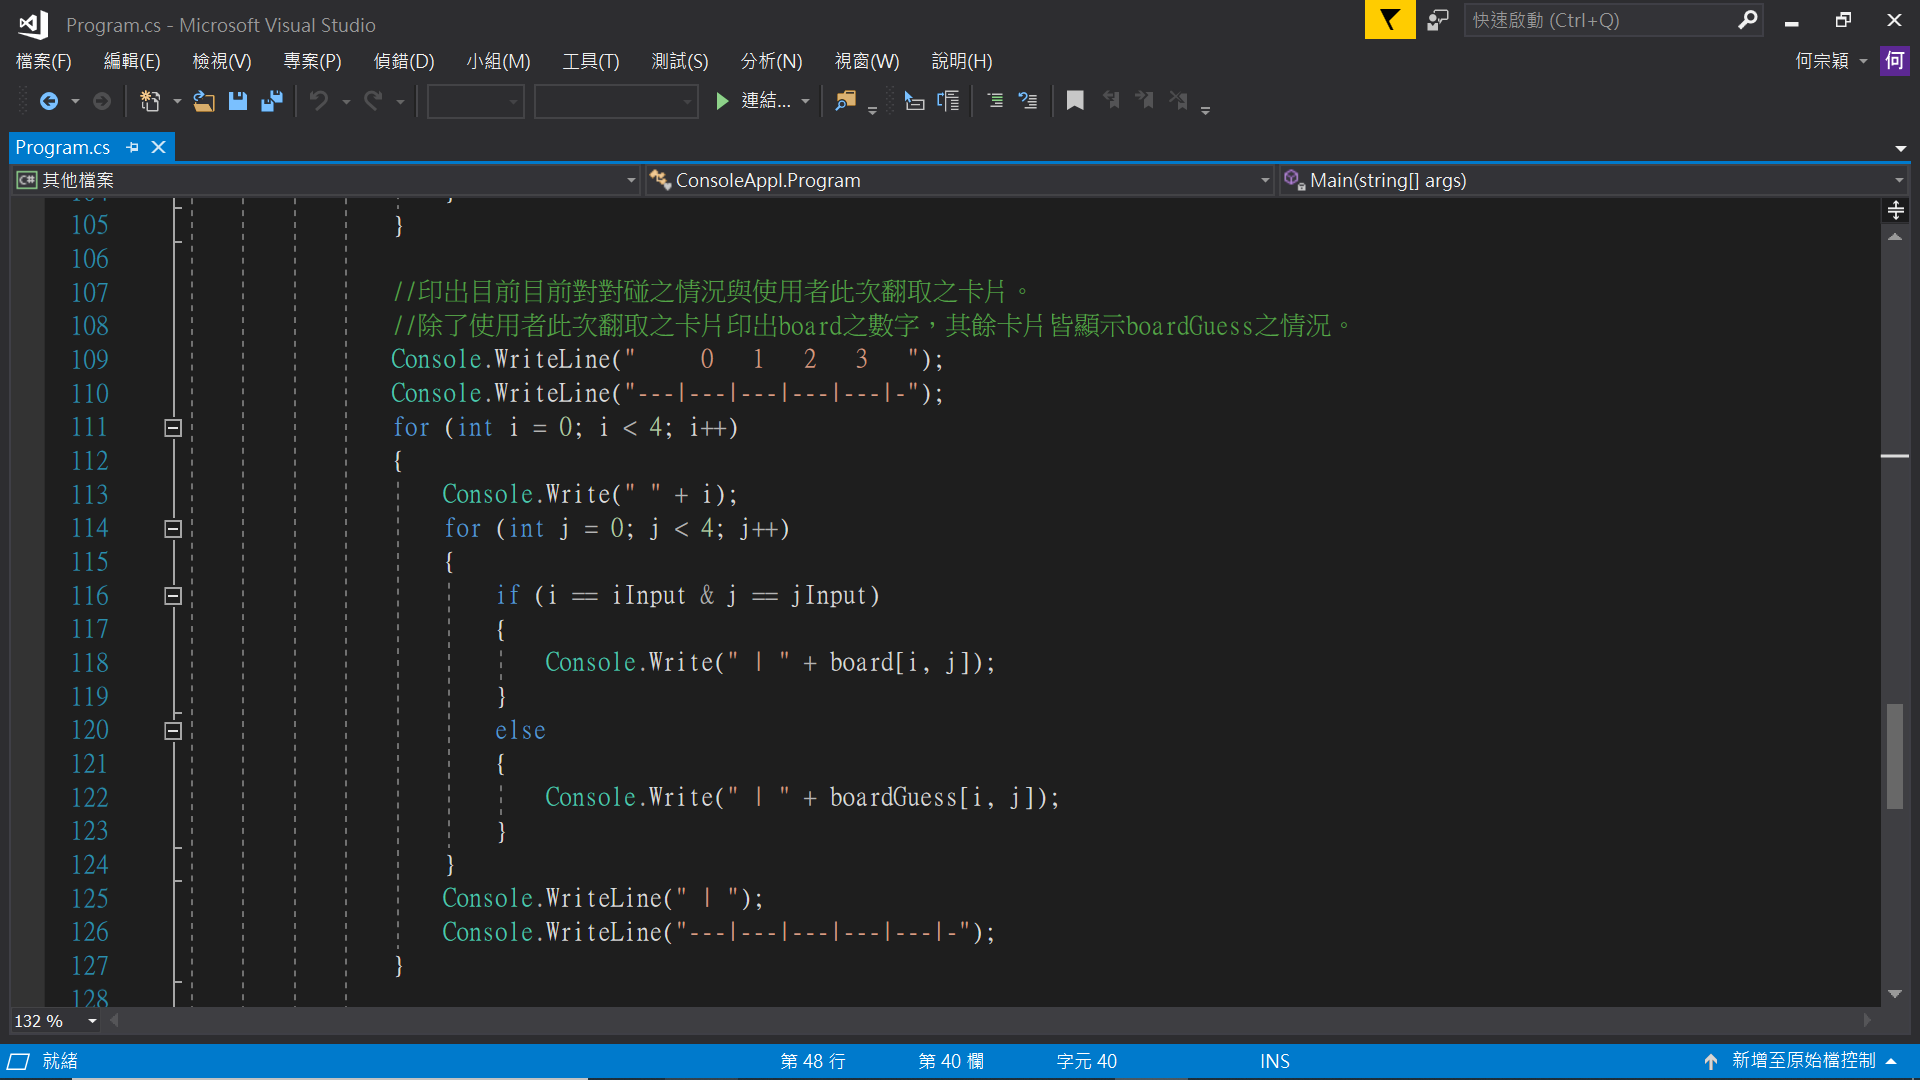 Program.cs - Microsoft Visual Studio
快速啟動 (Ctrl+Q)
檔案(F) 編輯(E) 檢視(V) 專案(P) 偵錯(D) 小組(M) 工具(T) 測試(S) 分析(N) 視窗(W) 說明(H)
何宗穎 何
連結...
Program.cs
C# 其他檔案 ConsoleAppl.Program Main(string[] args)
105 }
106
107 //印出目前目前對對碰之情況與使用者此次翻取之卡片。
108 //除了使用者此次翻取之卡片印出board之數字，其餘卡片皆顯示boardGuess之情況。
109 Console.WriteLine("     0   1   2   3   ");
110 Console.WriteLine("---|---|---|---|---|-");
111 for (int i = 0; i < 4; i++)
112 {
113 Console.Write(" " + i);
114 for (int j = 0; j < 4; j++)
115 {
116 if (i == iInput & j == jInput)
117 {
118 Console.Write(" | " + board[i, j]);
119 }
120 else
121 {
122 Console.Write(" | " + boardGuess[i, j]);
123 }
124 }
125 Console.WriteLine(" | ");
126 Console.WriteLine("---|---|---|---|---|-");
127 }
128
132 %
就緒 第 48 行 第 40 欄 字元 40 INS 新增至原始檔控制